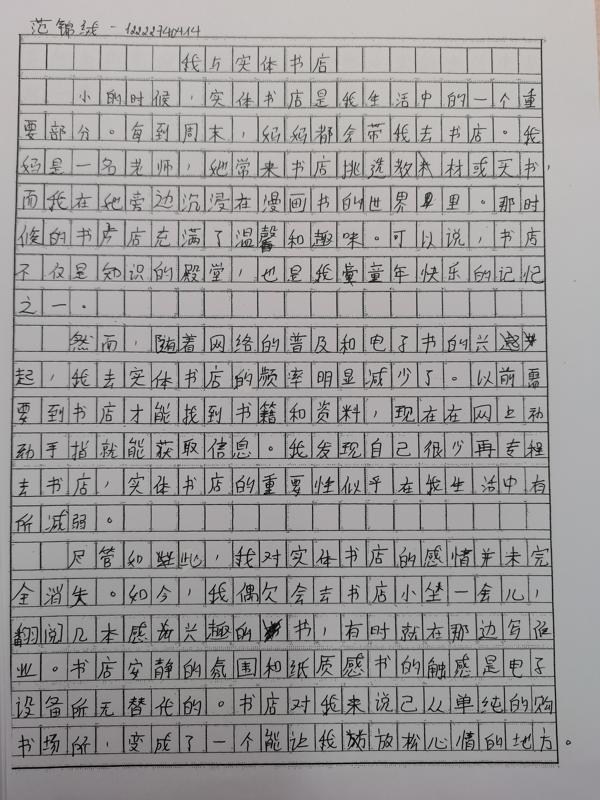 范锦绒-12222740414
我与实体书店
小的时候,实体书店是我生活中的一个重
要部分。每到周末,妈妈都会带我去书店。我
妈是一名老师,她常来书店挑选教材或天书,
而我在她旁边沉浸在漫画书的世界里。那时
候的书店充满了温馨和趣味。可以说,书店
不仅是知识的殿堂,也是我童年快乐的记忆
之一。
然而,随着网络的普及和电子书的兴
起,我去实体书店的频率明显减少了。以前需
要到书店才能找到书籍和资料,现在在网上动
动手指就能获取信息。我发现自己很少再专程
去书店,实体书店的重要性似乎在我生活中有
所减弱。
尽管如此,我对实体书店的感情并未完
全消失。如今,我偶欠会去书店小坐一会儿,
翻阅几本感兴趣的书,有时就在那边写作
业。书店安静的氛围和纸质感书的触感是电子
设备所无替代的。书店对我来说已从单纯的购
书场所,变成了一个能让我放松心情的地方。